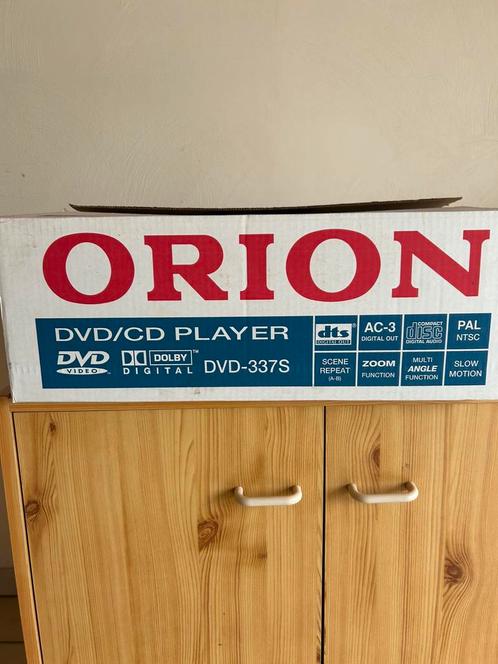 ORION
DVD/CD PLAYER
DVD VIDEO
DOLBY DIGITAL
DVD-337S
dts DIGITAL OUT
AC-3 DIGITAL OUT
COMPACT disc DIGITAL AUDIO
PAL NTSC
SCENE REPEAT (A-B)
ZOOM FUNCTION
MULTI ANGLE FUNCTION
SLOW MOTION